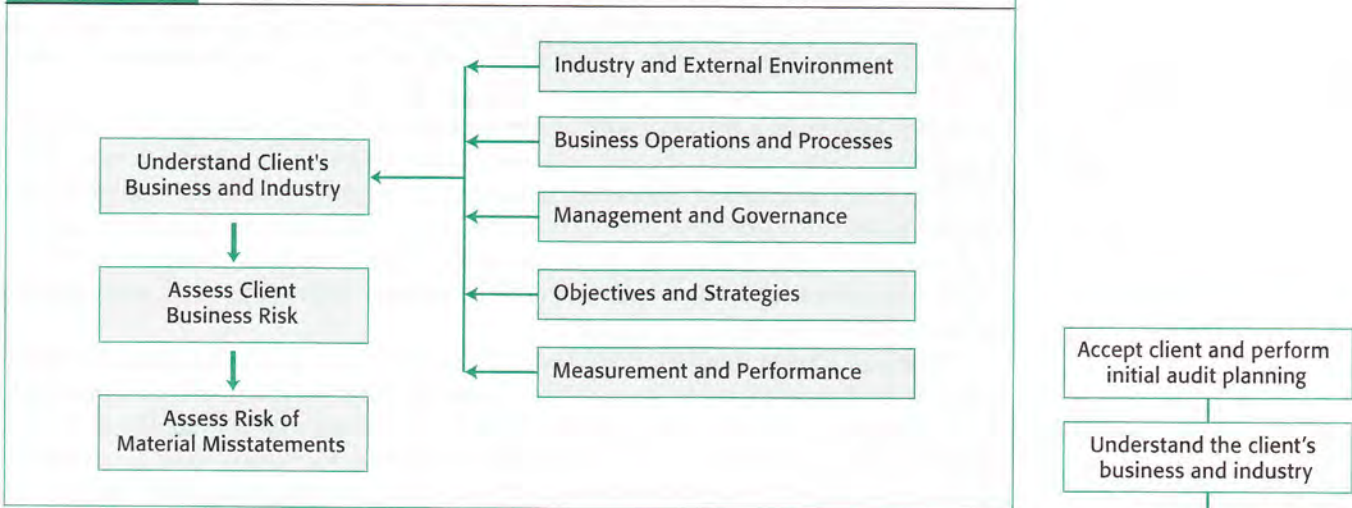 Industry and External Environment
Business Operations and Processes
Understand Client's
Business and Industry
Management and Governance
Assess Client
Business Risk
Objectives and Strategies
Measurement and Performance
Assess Risk of
Material Misstatements
Accept client and perform
initial audit planning
Understand the client's
business and industry